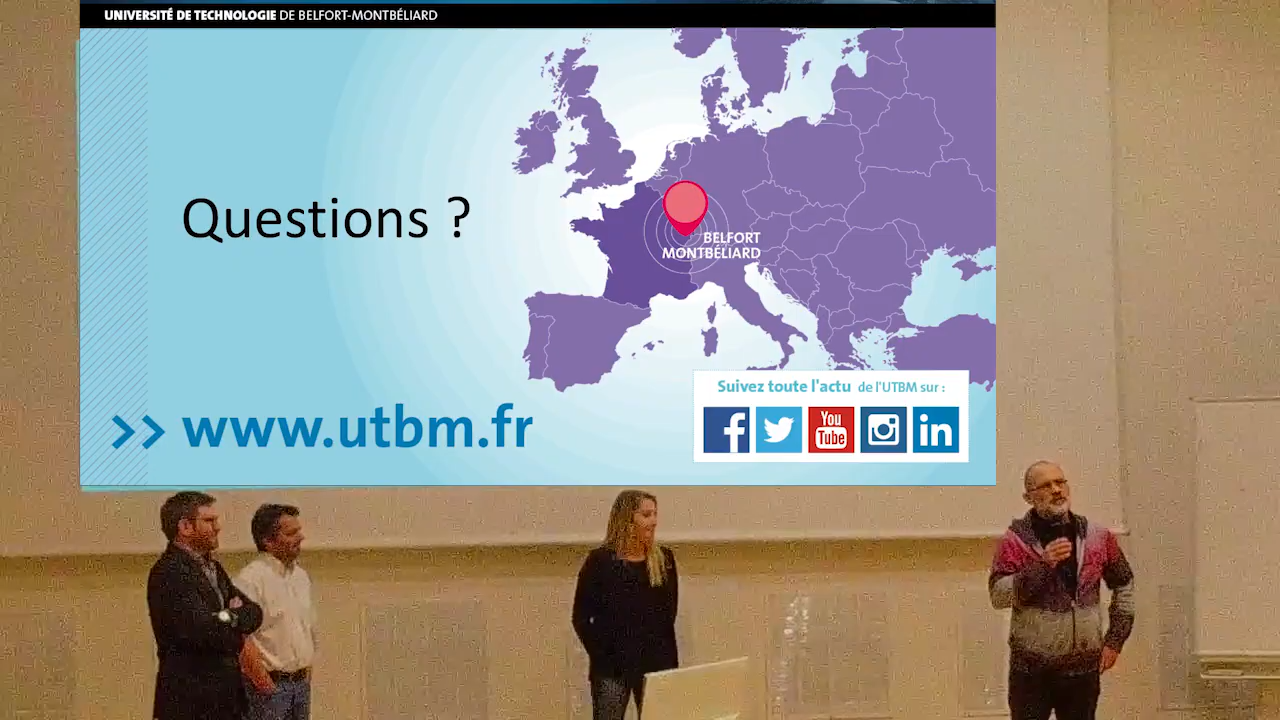 UNIVERSITÉ DE TECHNOLOGIE DE BELFORT-MONTBÉLIARD
Questions ?
BELFORT
MONTBÉLIARD
>> www.utbm.fr
Suivez toute l'actu de l'UTBM sur :
f
You
Tube
in